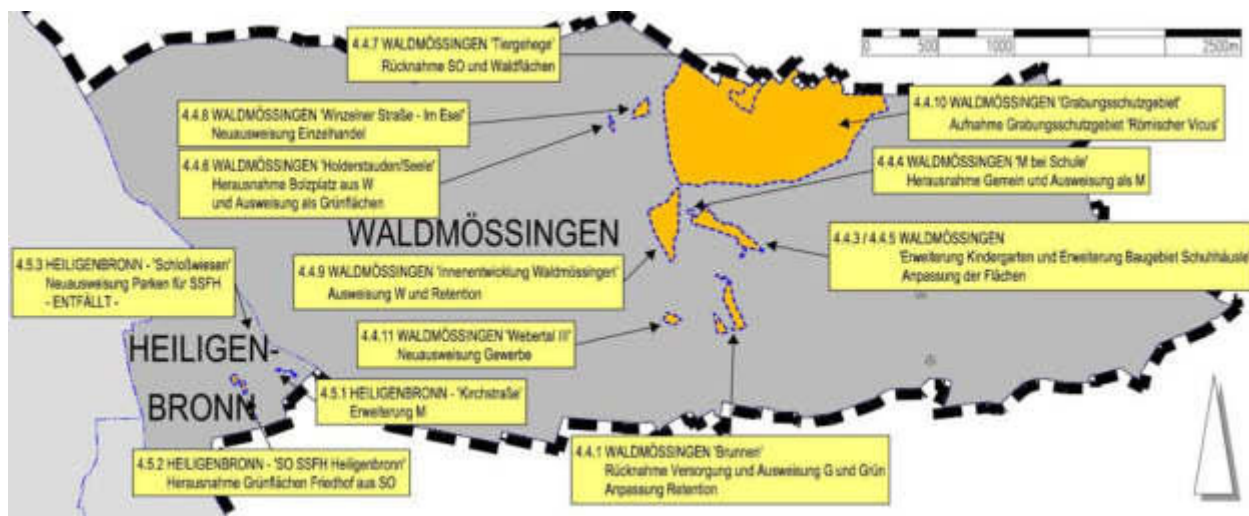 4.4.7 WALDMÖSSINGEN 'Tiergehege'
Rücknahme SO und Waldflächen
0 500 1000 2500m
4.4.8 WALDMÖSSINGEN 'Winzelner Straße - Im Esel'
Neuausweisung Einzelhandel
4.4.10 WALDMÖSSINGEN 'Grabungsschutzgebiet'
Aufnahme Grabungsschutzgebiet 'Römischer Vicus'
4.4.6 WALDMÖSSINGEN 'Holderstauden/Seele'
Herausnahme Bolzplatz aus W
und Ausweisung als Grünflächen
4.4.4 WALDMÖSSINGEN 'M bei Schule'
Herausnahme Gemein und Ausweisung als M
WALDMÖSSINGEN
4.4.3 / 4.4.5 WALDMÖSSINGEN
'Erweiterung Kindergarten und Erweiterung Baugebiet Schuhhäusle'
Anpassung der Flächen
4.5.3 HEILIGENBRONN - 'Schloßwiesen'
Neuausweisung Parken für SSFH
- ENTFÄLLT -
4.4.9 WALDMÖSSINGEN 'Innenentwicklung Waldmössingen'
Ausweisung W und Retention
4.4.11 WALDMÖSSINGEN 'Webertal III'
Neuausweisung Gewerbe
HEILIGEN-
BRONN
4.5.1 HEILIGENBRONN - 'Kirchstraße'
Erweiterung M
4.5.2 HEILIGENBRONN - 'SO SSFH Heiligenbronn'
Herausnahme Grünflächen Friedhof aus SO
4.4.1 WALDMÖSSINGEN 'Brunnen'
Rücknahme Versorgung und Ausweisung G und Grün
Anpassung Retention